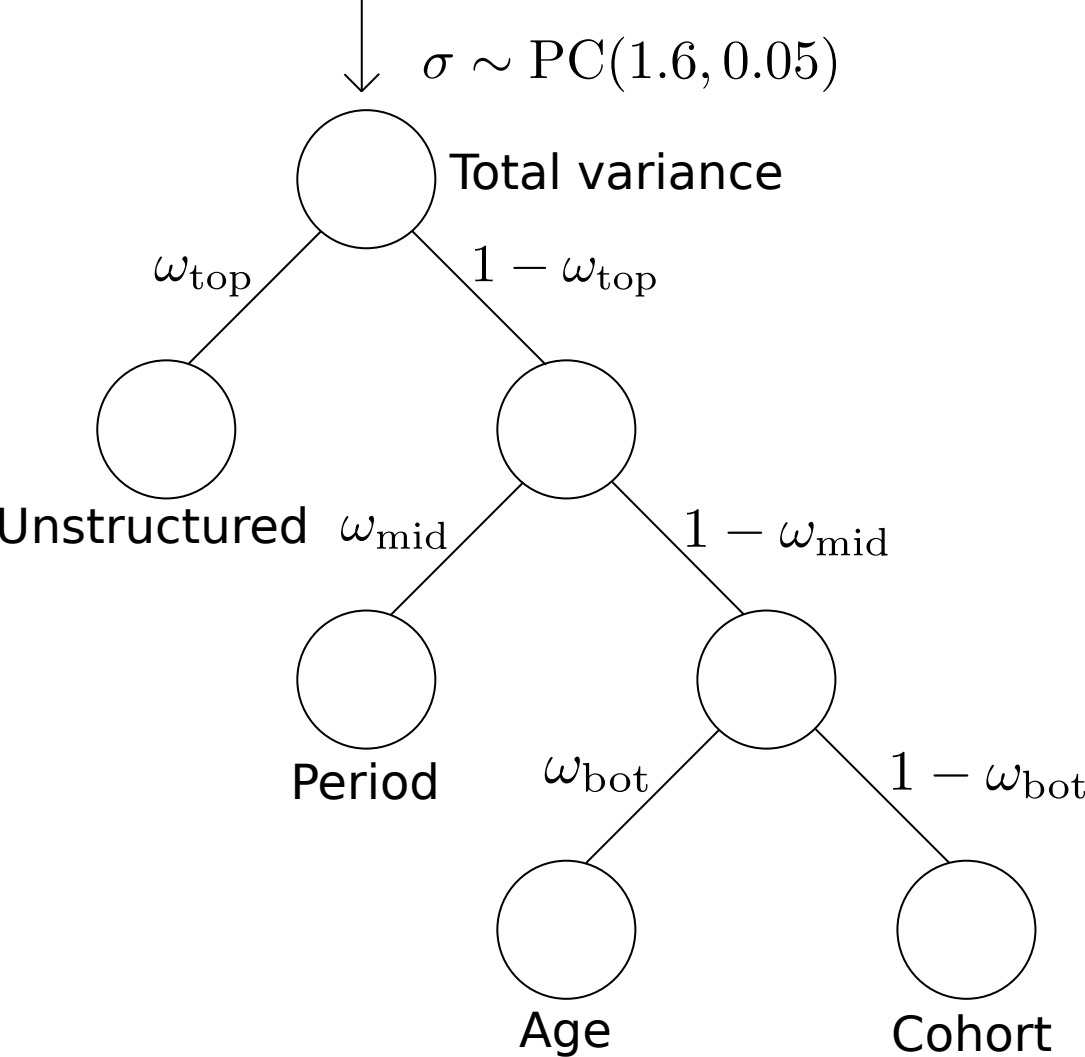 σ ∼ PC(1.6, 0.05)
Total variance
ω_top
1 − ω_top
Unstructured
ω_mid
1 − ω_mid
Period
ω_bot
1 − ω_bot
Age
Cohort